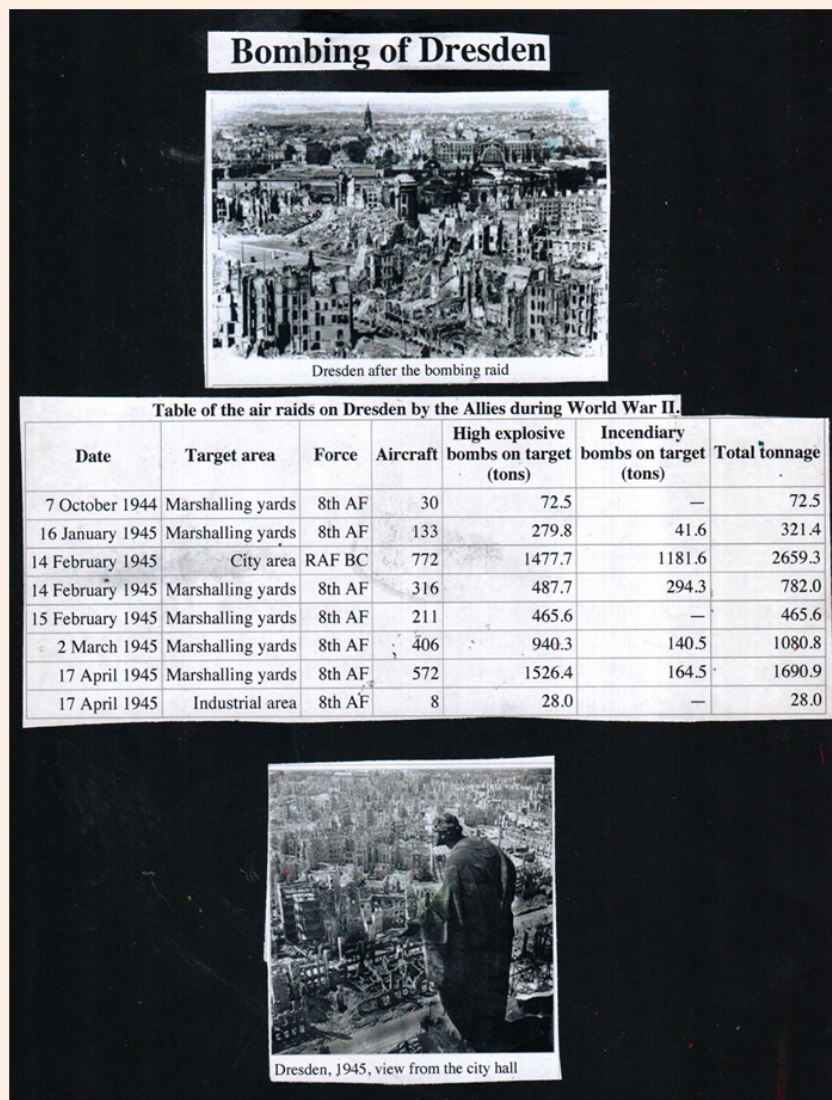 Bombing of Dresden
Dresden after the bombing raid
Table of the air raids on Dresden by the Allies during World War II.
Date Target area Force Aircraft High explosive bombs on target (tons) Incendiary bombs on target (tons) Total tonnage
7 October 1944 Marshalling yards 8th AF 30 72.5 — 72.5
16 January 1945 Marshalling yards 8th AF 133 279.8 41.6 321.4
14 February 1945 City area RAF BC 772 1477.7 1181.6 2659.3
14 February 1945 Marshalling yards 8th AF 316 487.7 294.3 782.0
15 February 1945 Marshalling yards 8th AF 211 465.6 — 465.6
2 March 1945 Marshalling yards 8th AF 406 940.3 140.5 1080.8
17 April 1945 Marshalling yards 8th AF 572 1526.4 164.5 1690.9
17 April 1945 Industrial area 8th AF 8 28.0 — 28.0
Dresden, 1945, view from the city hall